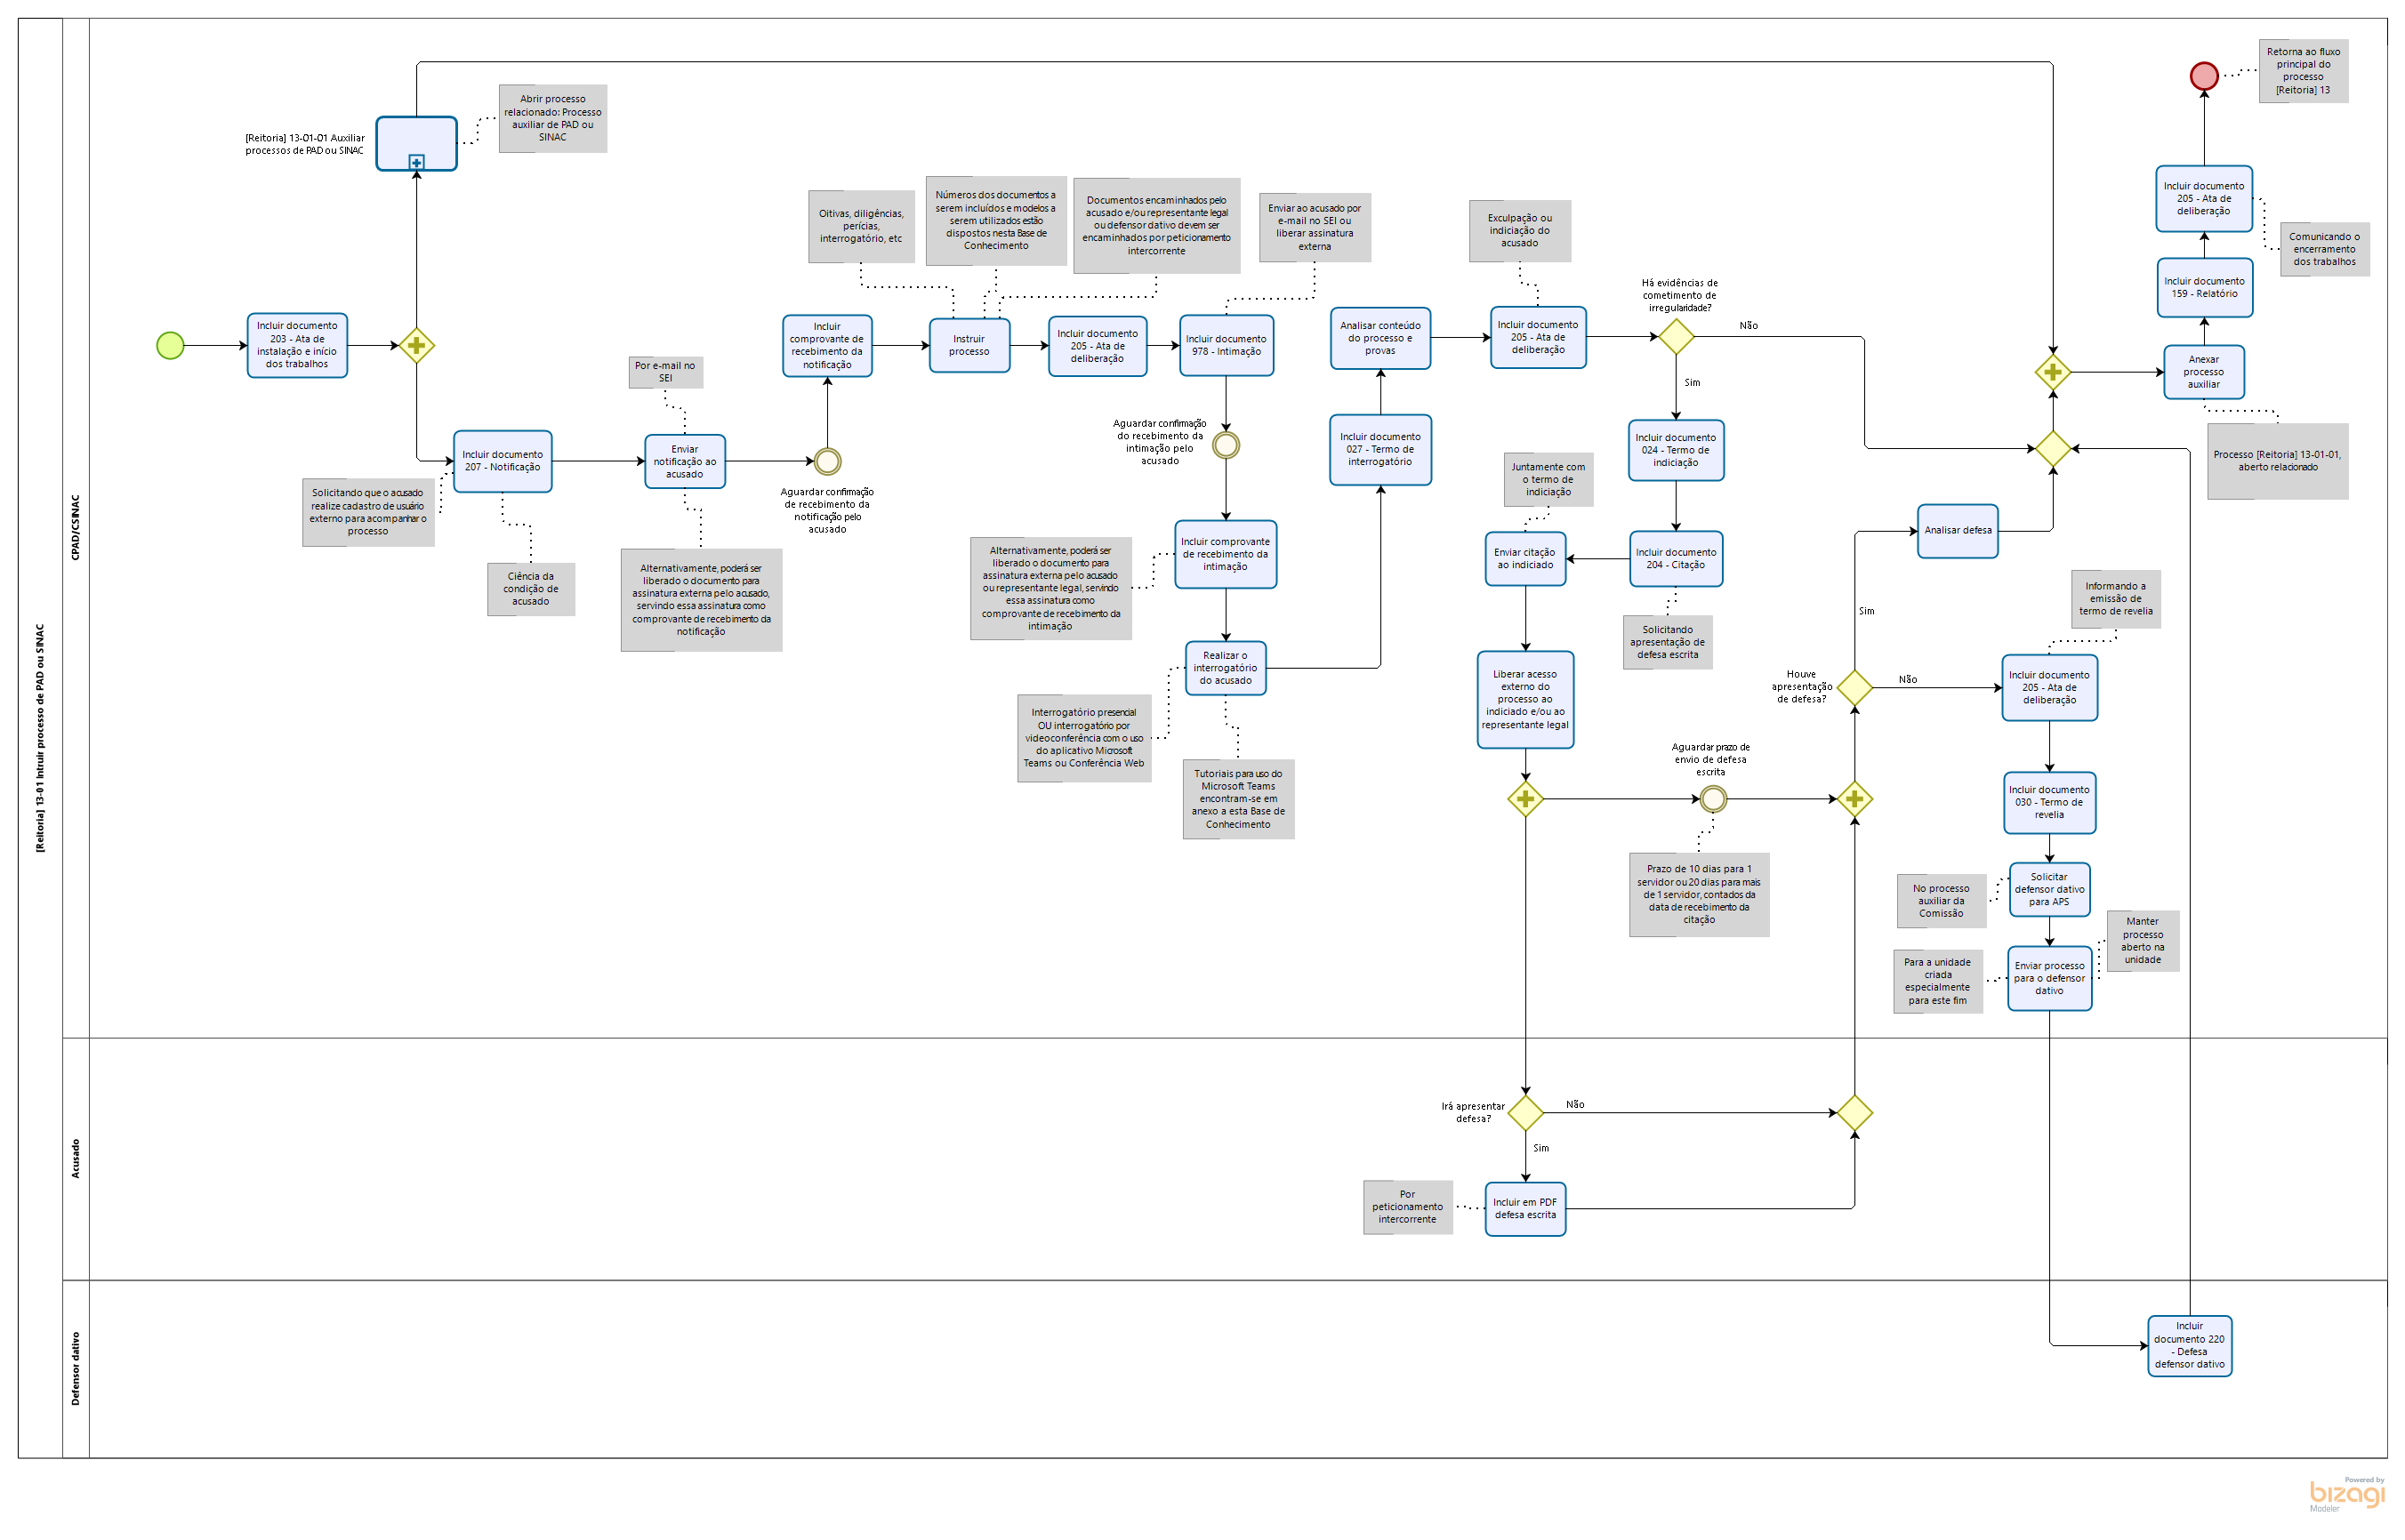 [Reitoria] 13-01 Intruir processo de PAD ou SINAC
CPAD/CSINAC
Acusado
Defensor dativo
[Reitoria] 13-01-01 Auxiliar
processos de PAD ou SINAC
Abrir processo
relacionado: Processo
auxiliar de PAD ou
SINAC
Incluir documento
203 - Ata de
instalação e início
dos trabalhos
Incluir documento
207 - Notificação
Solicitando que o acusado
realize cadastro de usuário
externo para acompanhar o
processo
Ciência da
condição de
acusado
Por e-mail no
SEI
Enviar
notificação ao
acusado
Alternativamente, poderá ser
liberado o documento para
assinatura externa pelo acusado,
servindo essa assinatura como
comprovante de recebimento da
notificação
Aguardar confirmação
de recebimento da
notificação pelo
acusado
Incluir
comprovante de
recebimento da
notificação
Oitivas, diligências,
perícias,
interrogatório, etc
Números dos documentos a
serem incluídos e modelos a
serem utilizados estão
dispostos nesta Base de
Conhecimento
Documentos encaminhados pelo
acusado e/ou representante legal
ou defensor dativo devem ser
encaminhados por peticionamento
intercorrente
Instruir
processo
Incluir documento
205 - Ata de
deliberação
Enviar ao acusado por
e-mail no SEI ou
liberar assinatura
externa
Incluir documento
978 - Intimação
Aguardar confirmação
do recebimento da
intimação pelo
acusado
Incluir comprovante
de recebimento da
intimação
Alternativamente, poderá ser
liberado o documento para
assinatura externa pelo acusado
ou representante legal, servindo
essa assinatura como
comprovante de recebimento da
intimação
Realizar o
interrogatório
do acusado
Interrogatório presencial
OU interrogatório por
videoconferência com o uso
do aplicativo Microsoft
Teams ou Conferência Web
Tutoriais para uso do
Microsoft Teams
encontram-se em
anexo a esta Base de
Conhecimento
Incluir documento
027 - Termo de
interrogatório
Analisar conteúdo
do processo e
provas
Exculpação ou
indiciação do
acusado
Incluir documento
205 - Ata de
deliberação
Há evidências de
cometimento de
irregularidade?
Não
Sim
Incluir documento
024 - Termo de
indiciação
Incluir documento
204 - Citação
Solicitando
apresentação de
defesa escrita
Juntamente com
o termo de
indiciação
Enviar citação
ao indiciado
Liberar acesso
externo do
processo ao
indiciado e/ou ao
representante legal
Aguardar prazo de
envio de defesa
escrita
Prazo de 10 dias para 1
servidor ou 20 dias para mais
de 1 servidor, contados da
data de recebimento da
citação
Irá apresentar
defesa?
Não
Sim
Por
peticionamento
intercorrente
Incluir em PDF
defesa escrita
Houve
apresentação
de defesa?
Sim
Não
Analisar defesa
Informando a
emissão de
termo de revelia
Incluir documento
205 - Ata de
deliberação
Incluir documento
030 - Termo de
revelia
Solicitar
defensor dativo
para APS
No processo
auxiliar da
Comissão
Enviar processo
para o defensor
dativo
Para a unidade
criada
especialmente
para este fim
Manter
processo
aberto na
unidade
Incluir
documento 220
- Defesa
defensor dativo
Anexar
processo
auxiliar
Processo [Reitoria] 13-01-01,
aberto relacionado
Incluir documento
159 - Relatório
Incluir documento
205 - Ata de
deliberação
Comunicando o
encerramento
dos trabalhos
Retorna ao fluxo
principal do
processo
[Reitoria] 13
Powered by
bizagi
Modeler